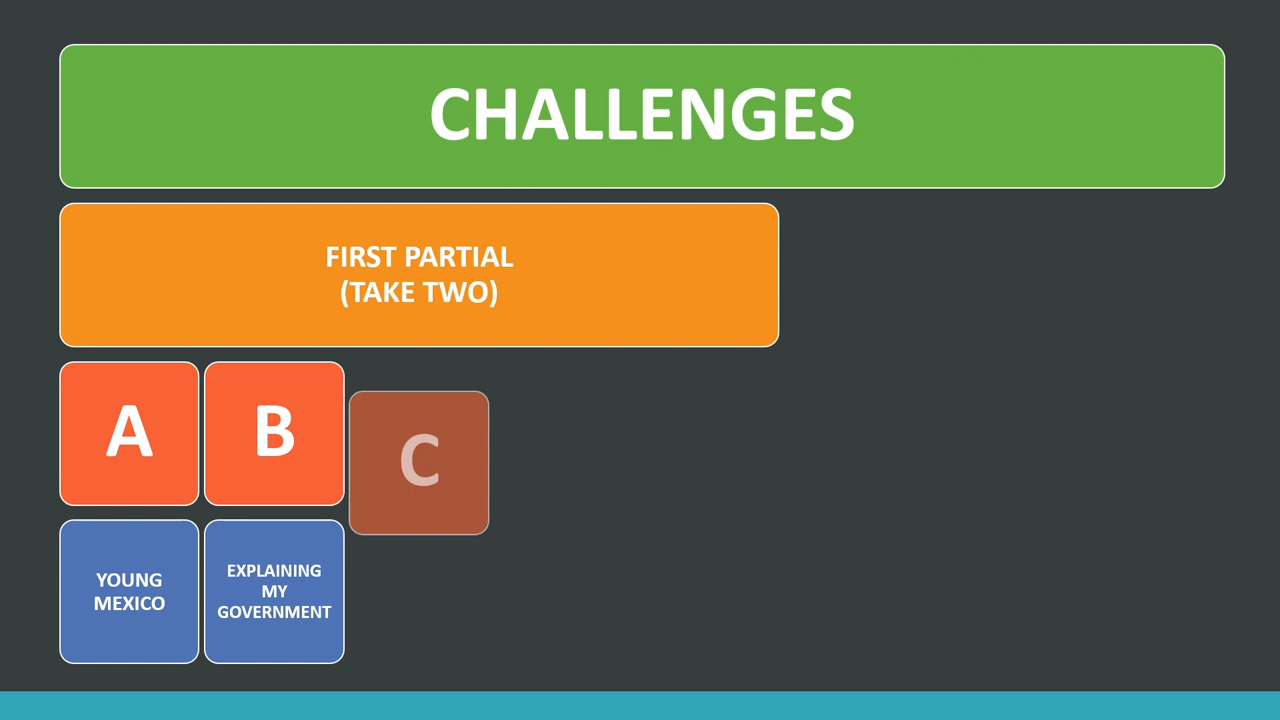 CHALLENGES
FIRST PARTIAL
(TAKE TWO)
A
B
C
YOUNG
MEXICO
EXPLAINING
MY
GOVERNMENT